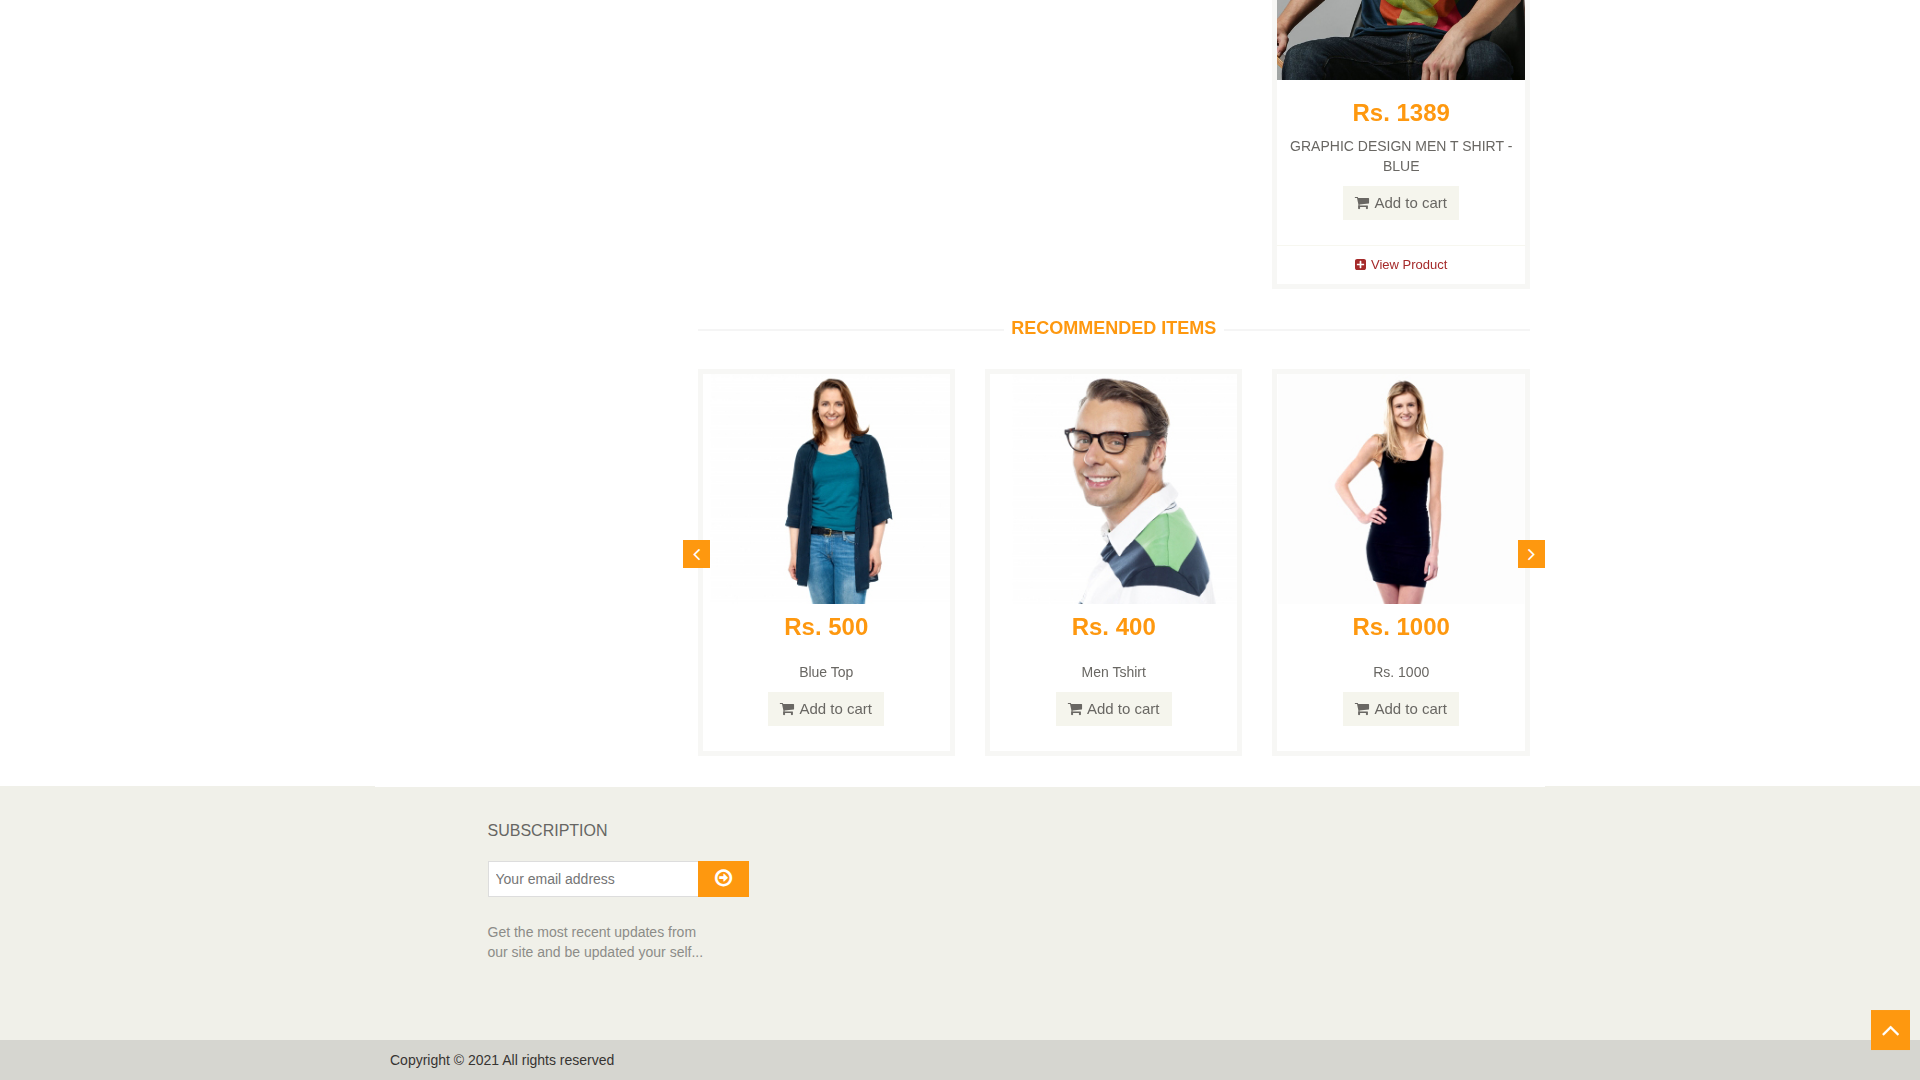 Rs. 1389
GRAPHIC DESIGN MEN T SHIRT -
BLUE
Add to cart
View Product
RECOMMENDED ITEMS
Rs. 500
Blue Top
Add to cart
Rs. 400
Men Tshirt
Add to cart
Rs. 1000
Rs. 1000
Add to cart
SUBSCRIPTION
Your email address
Get the most recent updates from
our site and be updated your self...
Copyright © 2021 All rights reserved